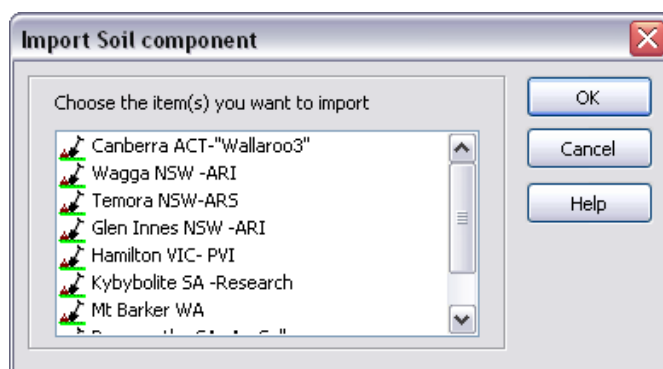 Import Soil component
Choose the item(s) you want to import
OK
Canberra ACT-"Wallaroo3"
Cancel
Wagga NSW -ARI
Temora NSW-ARS
Help
Glen Innes NSW -ARI
Hamilton VIC- PVI
Kybybolite SA -Research
Mt Barker WA